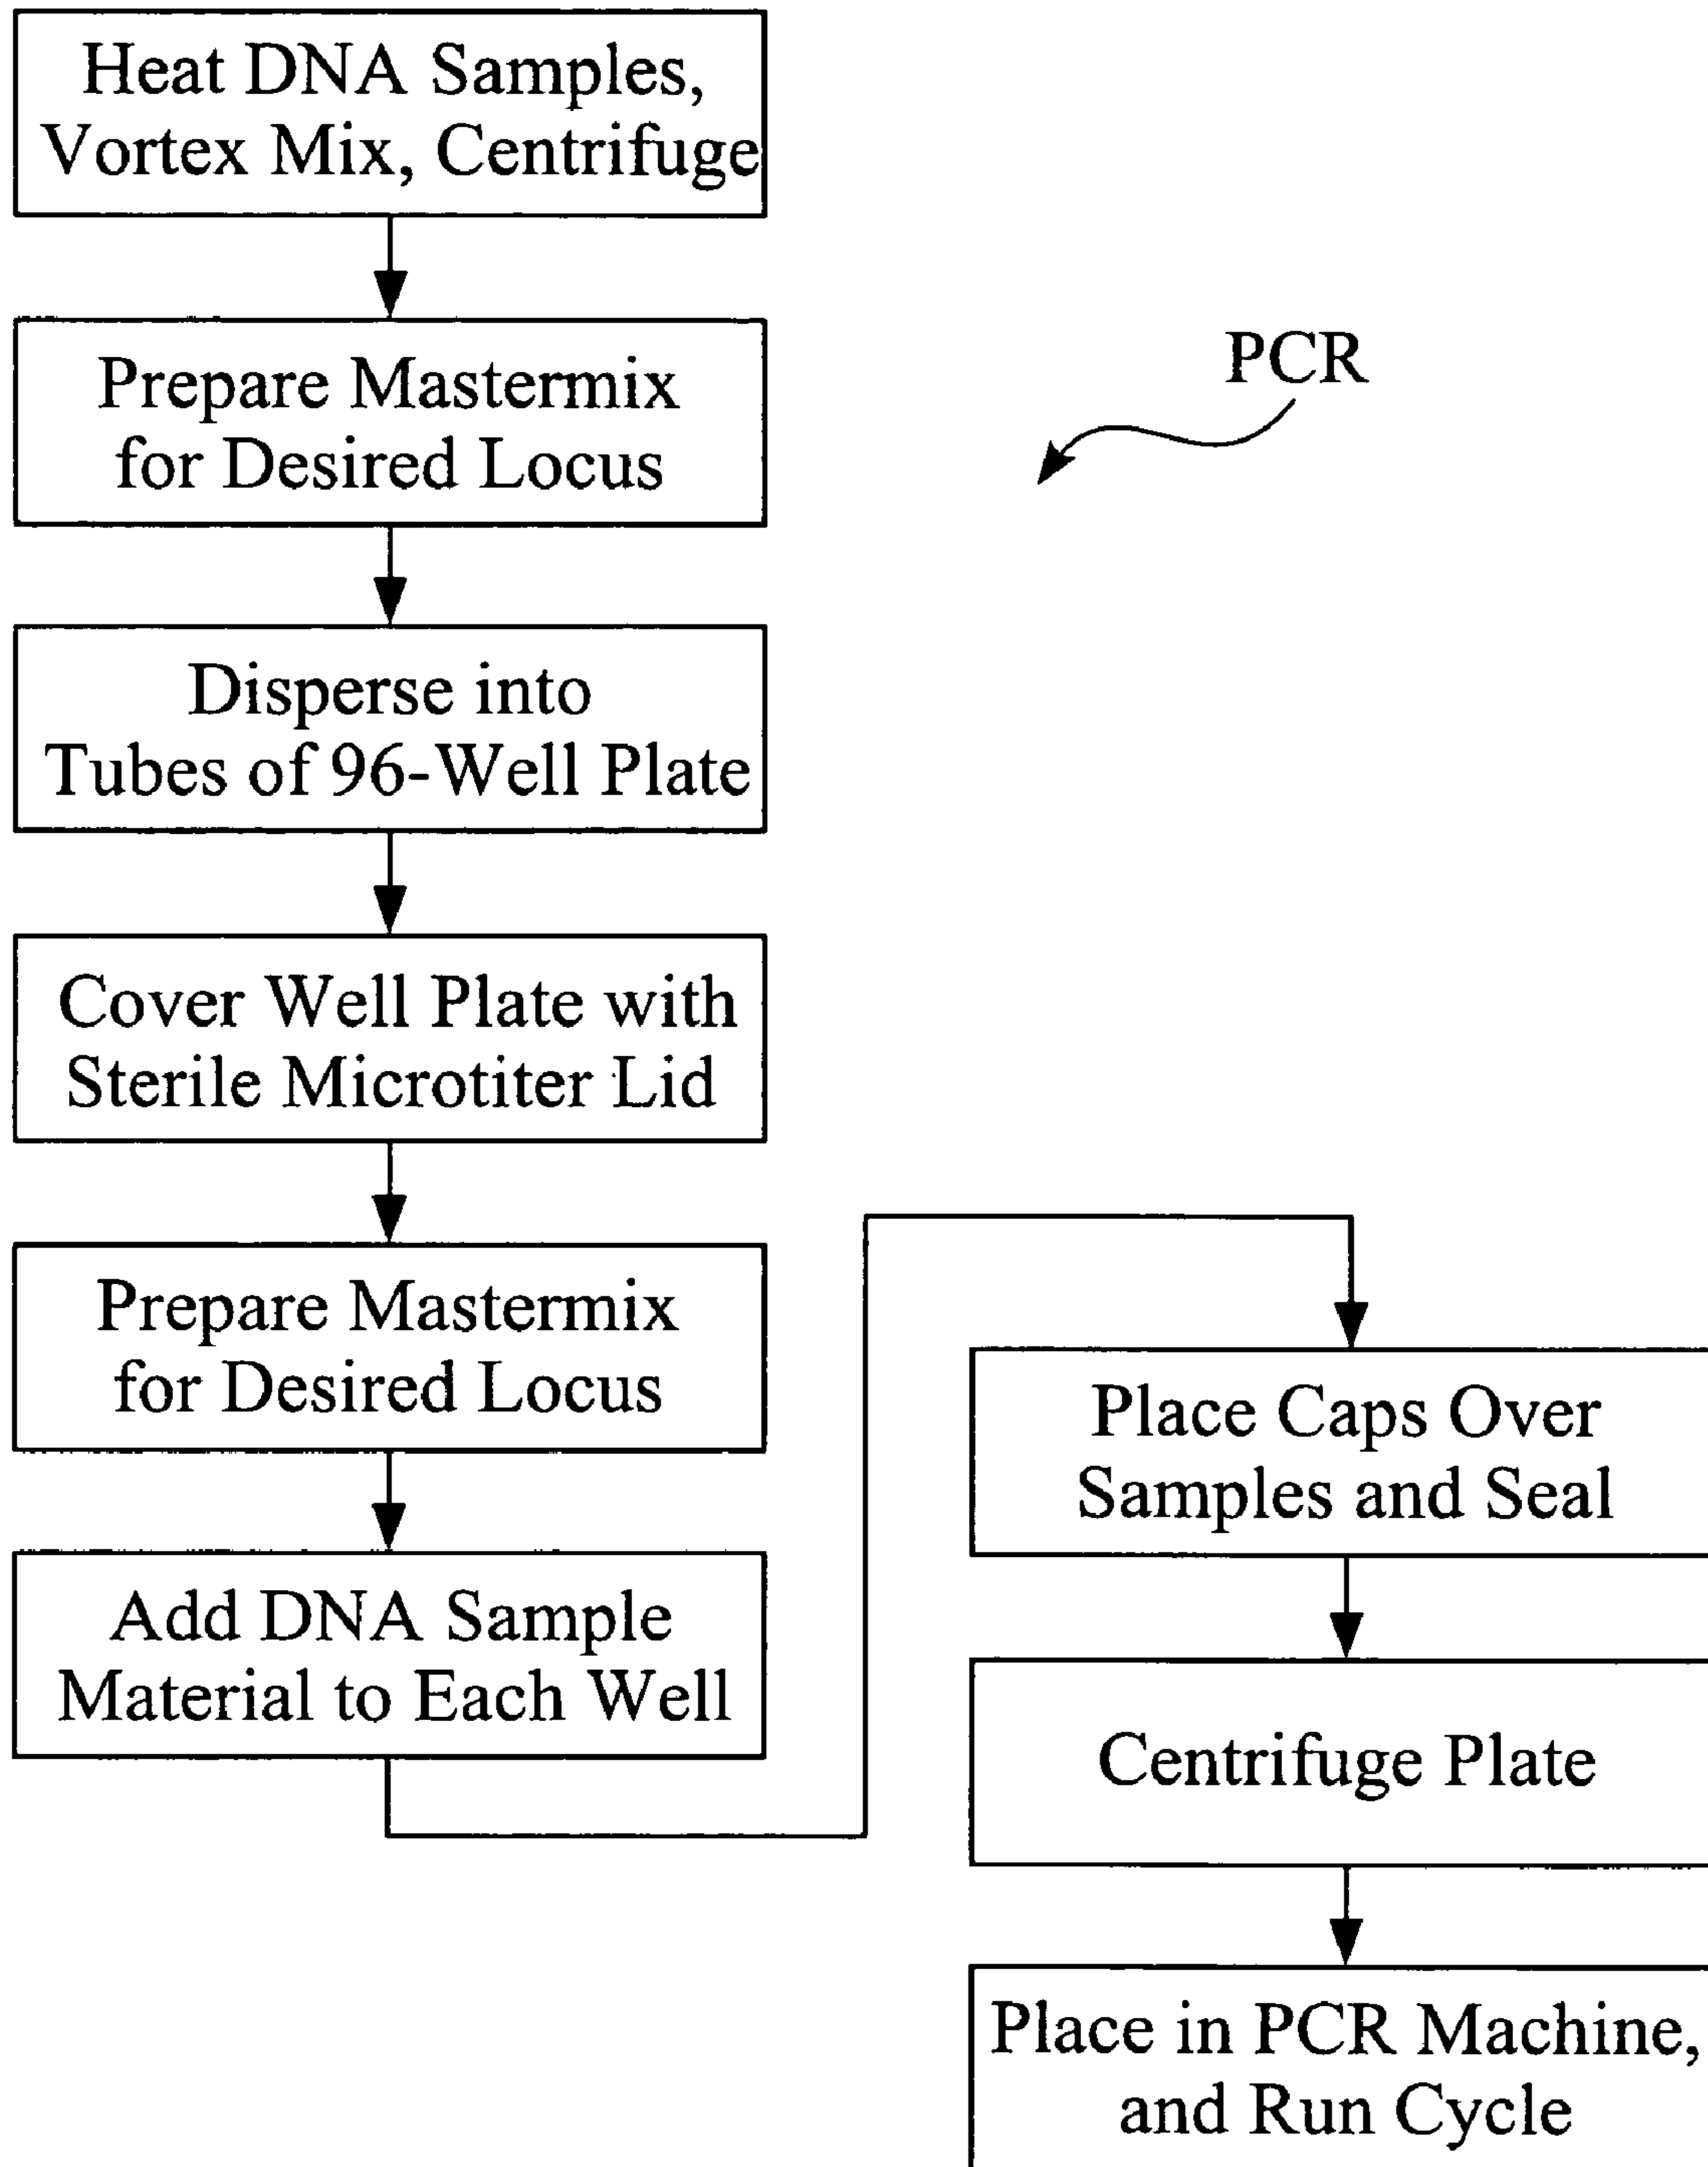 Heat DNA Samples,
Vortex Mix, Centrifuge
Prepare Mastermix
for Desired Locus
PCR
Disperse into
Tubes of 96-Well Plate
Cover Well Plate with
Sterile Microtiter Lid
Prepare Mastermix
for Desired Locus
Add DNA Sample
Material to Each Well
Place Caps Over
Samples and Seal
Centrifuge Plate
Place in PCR Machine,
and Run Cycle